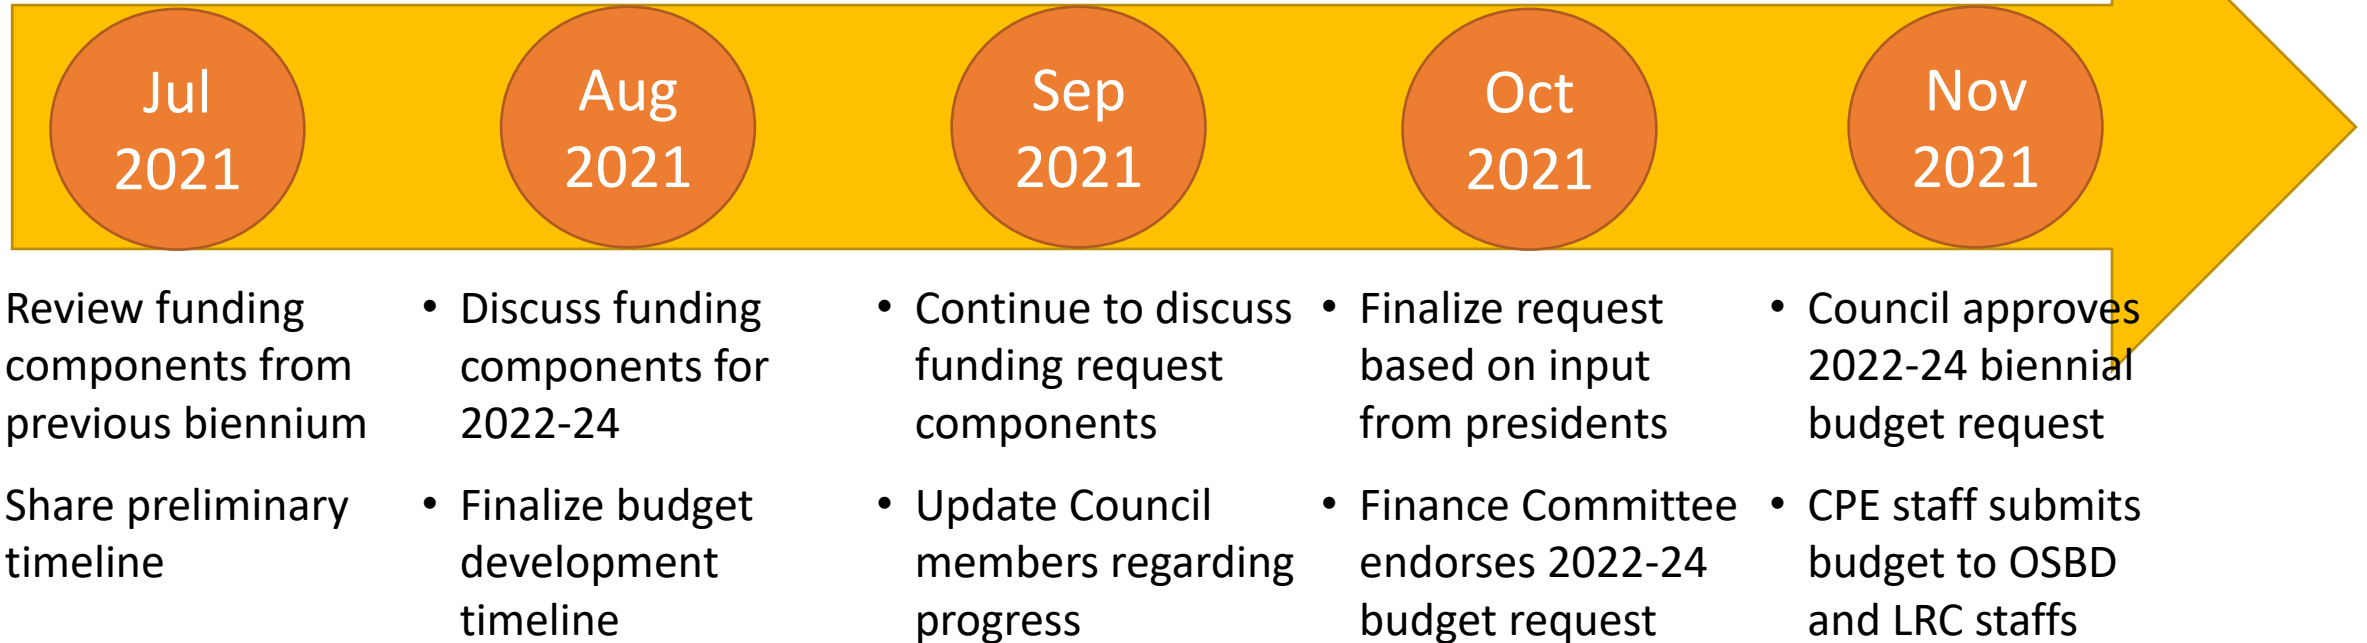 Jul
2021
Aug
2021
Sep
2021
Oct
2021
Nov
2021
Review funding
components from
previous biennium
Share preliminary
timeline
• Discuss funding
components for
2022-24
• Finalize budget
development
timeline
• Continue to discuss
funding request
components
• Update Council
members regarding
progress
• Finalize request
based on input
from presidents
• Finance Committee
endorses 2022-24
budget request
• Council approves
2022-24 biennial
budget request
• CPE staff submits
budget to OSBD
and LRC staffs